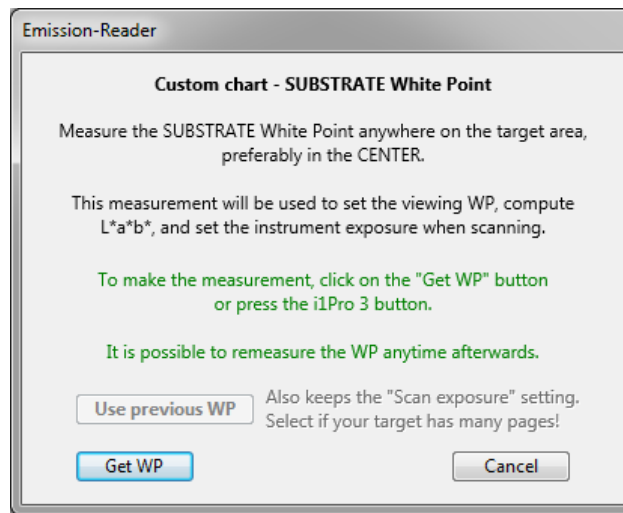 Emission-Reader
Custom chart - SUBSTRATE White Point
Measure the SUBSTRATE White Point anywhere on the target area,
preferably in the CENTER.
This measurement will be used to set the viewing WP, compute
L*a*b*, and set the instrument exposure when scanning.
To make the measurement, click on the "Get WP" button
or press the i1Pro 3 button.
It is possible to remeasure the WP anytime afterwards.
Use previous WP
Also keeps the "Scan exposure" setting.
Select if your target has many pages!
Get WP
Cancel